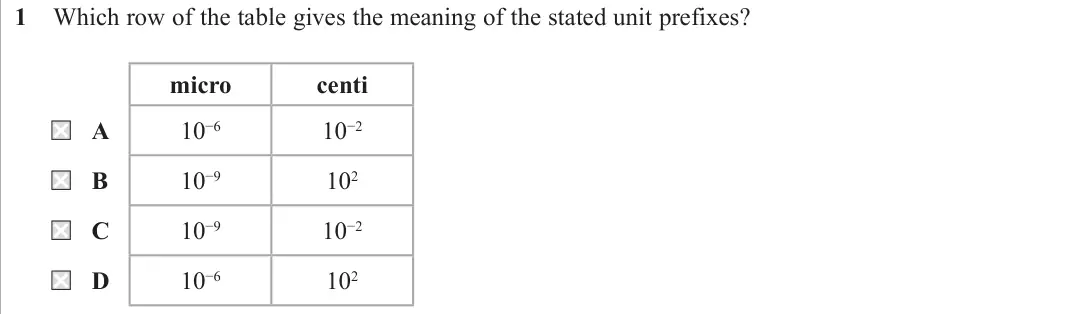 1 Which row of the table gives the meaning of the stated unit prefixes?
micro centi
A 10⁻⁶ 10⁻²
B 10⁻⁹ 10²
C 10⁻⁹ 10⁻²
D 10⁻⁶ 10²